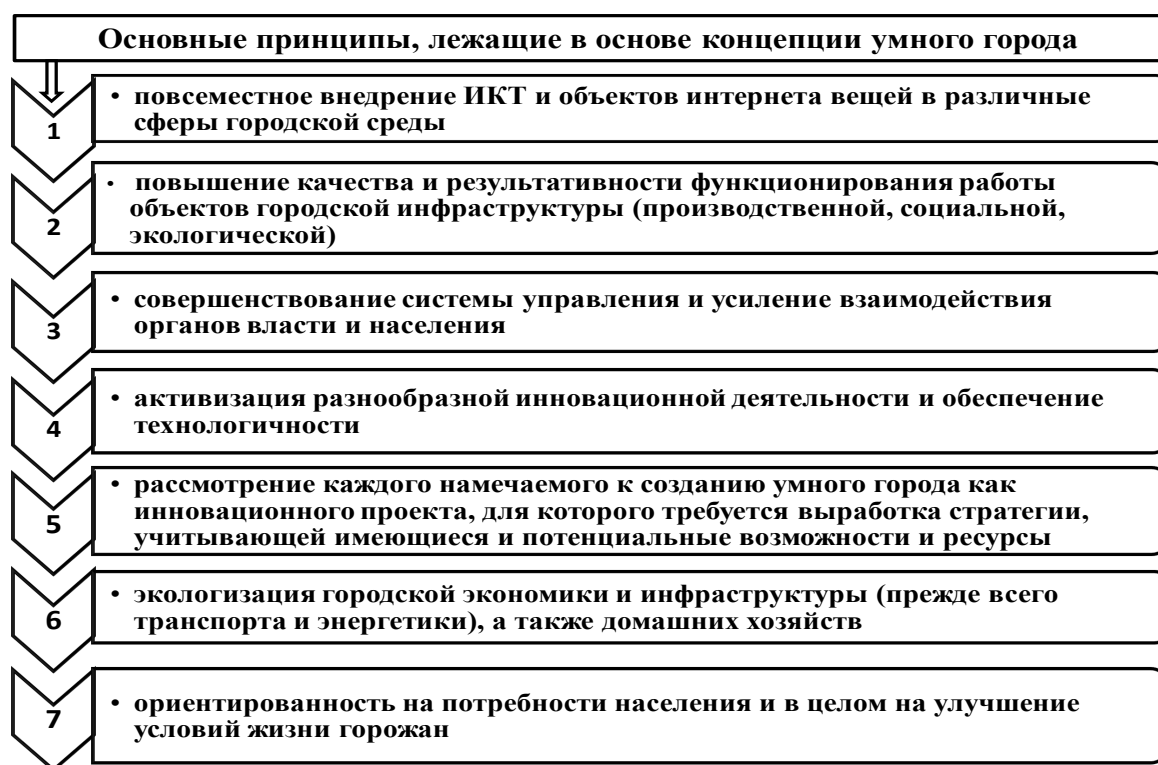 Основные принципы, лежащие в основе концепции умного города
1
• повсеместное внедрение ИКТ и объектов интернета вещей в различные
сферы городской среды
2
• повышение качества и результативности функционирования работы
объектов городской инфраструктуры (производственной, социальной,
экологической)
3
• совершенствование системы управления и усиление взаимодействия
органов власти и населения
4
• активизация разнообразной инновационной деятельности и обеспечение
технологичности
5
• рассмотрение каждого намечаемого к созданию умного города как
инновационного проекта, для которого требуется выработка стратегии,
учитывающей имеющиеся и потенциальные возможности и ресурсы
6
• экологизация городской экономики и инфраструктуры (прежде всего
транспорта и энергетики), а также домашних хозяйств
7
• ориентированность на потребности населения и в целом на улучшение
условий жизни горожан